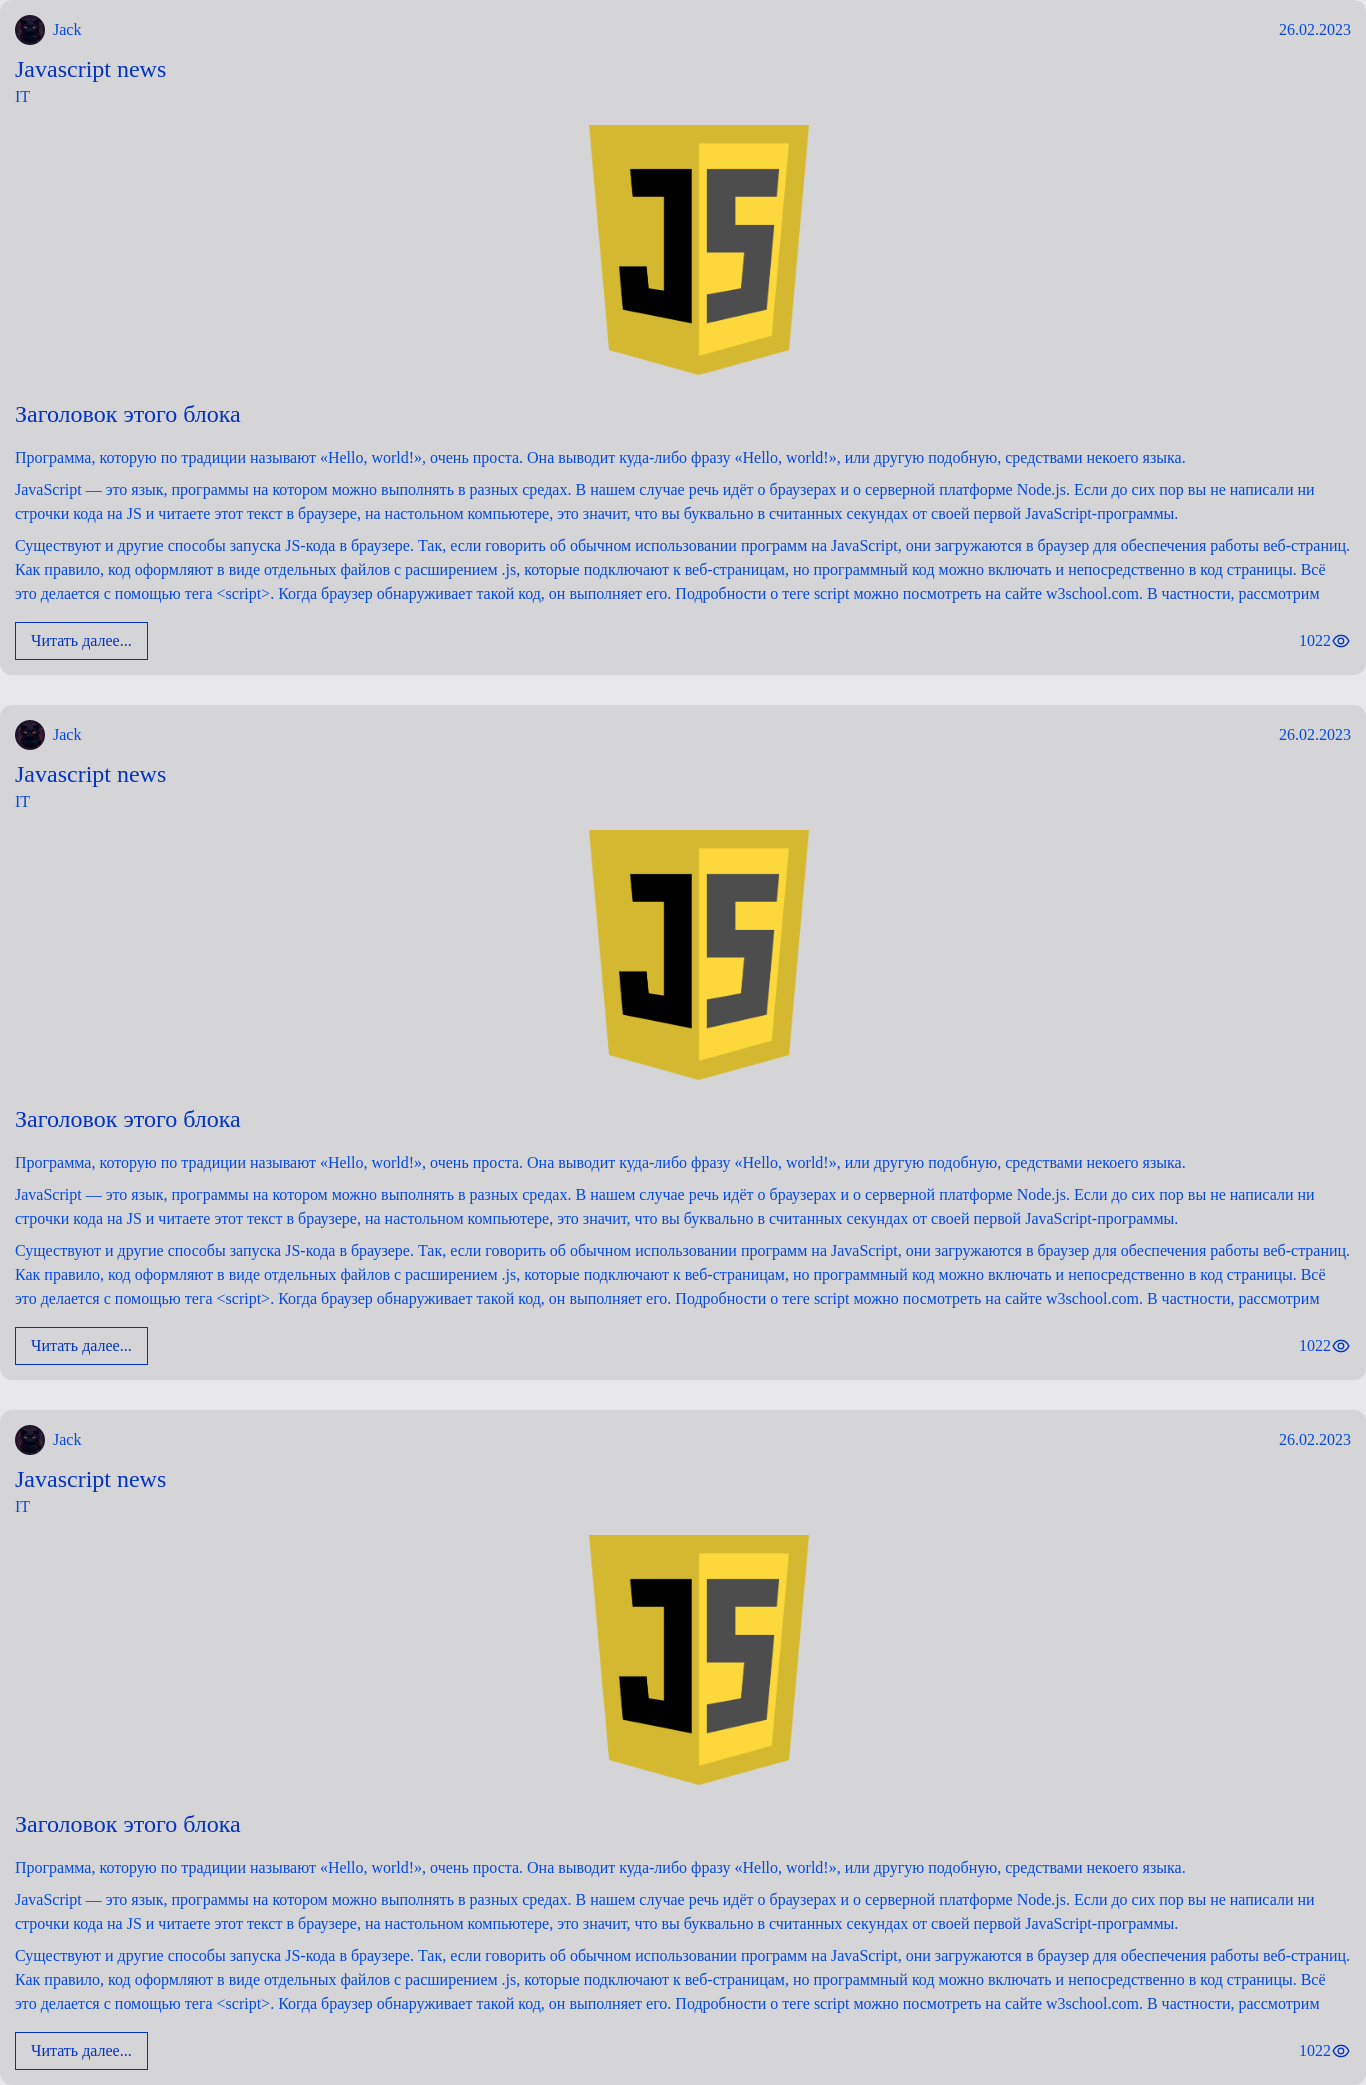 Jack
26.02.2023
Javascript news
IT
JS
Заголовок этого блока
Программа, которую по традиции называют «Hello, world!», очень проста. Она выводит куда-либо фразу «Hello, world!», или другую подобную, средствами некоего языка.
JavaScript — это язык, программы на котором можно выполнять в разных средах. В нашем случае речь идёт о браузерах и о серверной платформе Node.js. Если до сих пор вы не написали ни
строчки кода на JS и читаете этот текст в браузере, на настольном компьютере, это значит, что вы буквально в считанных секундах от своей первой JavaScript-программы.
Существуют и другие способы запуска JS-кода в браузере. Так, если говорить об обычном использовании программ на JavaScript, они загружаются в браузер для обеспечения работы веб-страниц.
Как правило, код оформляют в виде отдельных файлов с расширением .js, которые подключают к веб-страницам, но программный код можно включать и непосредственно в код страницы. Всё
это делается с помощью тега <script>. Когда браузер обнаруживает такой код, он выполняет его. Подробности о теге script можно посмотреть на сайте w3school.com. В частности, рассмотрим
Читать далее...
1022
Jack
26.02.2023
Javascript news
IT
JS
Заголовок этого блока
Программа, которую по традиции называют «Hello, world!», очень проста. Она выводит куда-либо фразу «Hello, world!», или другую подобную, средствами некоего языка.
JavaScript — это язык, программы на котором можно выполнять в разных средах. В нашем случае речь идёт о браузерах и о серверной платформе Node.js. Если до сих пор вы не написали ни
строчки кода на JS и читаете этот текст в браузере, на настольном компьютере, это значит, что вы буквально в считанных секундах от своей первой JavaScript-программы.
Существуют и другие способы запуска JS-кода в браузере. Так, если говорить об обычном использовании программ на JavaScript, они загружаются в браузер для обеспечения работы веб-страниц.
Как правило, код оформляют в виде отдельных файлов с расширением .js, которые подключают к веб-страницам, но программный код можно включать и непосредственно в код страницы. Всё
это делается с помощью тега <script>. Когда браузер обнаруживает такой код, он выполняет его. Подробности о теге script можно посмотреть на сайте w3school.com. В частности, рассмотрим
Читать далее...
1022
Jack
26.02.2023
Javascript news
IT
JS
Заголовок этого блока
Программа, которую по традиции называют «Hello, world!», очень проста. Она выводит куда-либо фразу «Hello, world!», или другую подобную, средствами некоего языка.
JavaScript — это язык, программы на котором можно выполнять в разных средах. В нашем случае речь идёт о браузерах и о серверной платформе Node.js. Если до сих пор вы не написали ни
строчки кода на JS и читаете этот текст в браузере, на настольном компьютере, это значит, что вы буквально в считанных секундах от своей первой JavaScript-программы.
Существуют и другие способы запуска JS-кода в браузере. Так, если говорить об обычном использовании программ на JavaScript, они загружаются в браузер для обеспечения работы веб-страниц.
Как правило, код оформляют в виде отдельных файлов с расширением .js, которые подключают к веб-страницам, но программный код можно включать и непосредственно в код страницы. Всё
это делается с помощью тега <script>. Когда браузер обнаруживает такой код, он выполняет его. Подробности о теге script можно посмотреть на сайте w3school.com. В частности, рассмотрим
Читать далее...
1022